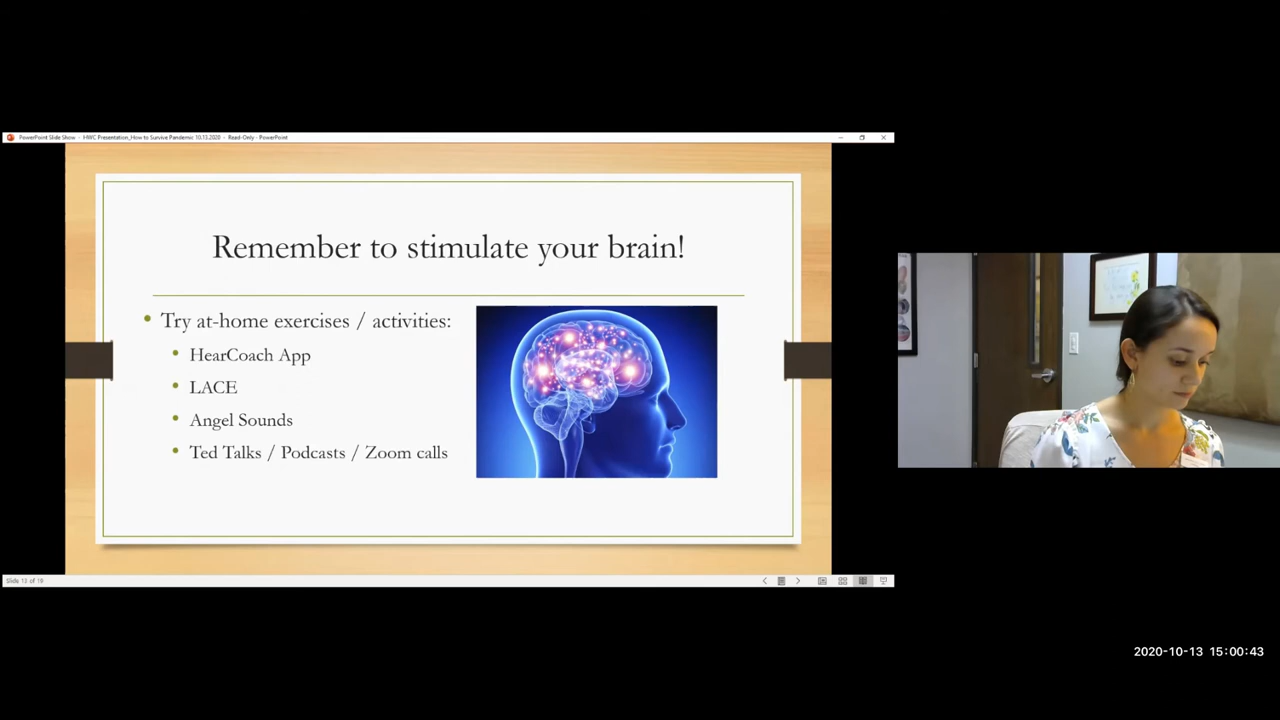 PowerPoint Slide Show - HWC Presentation_How to Survive Pandemic 10.13.2020 - Read-Only - PowerPoint
Remember to stimulate your brain!
• Try at-home exercises / activities:
• HearCoach App
• LACE
• Angel Sounds
• Ted Talks / Podcasts / Zoom calls
Slide 13 of 19
2020-10-13 15:00:43